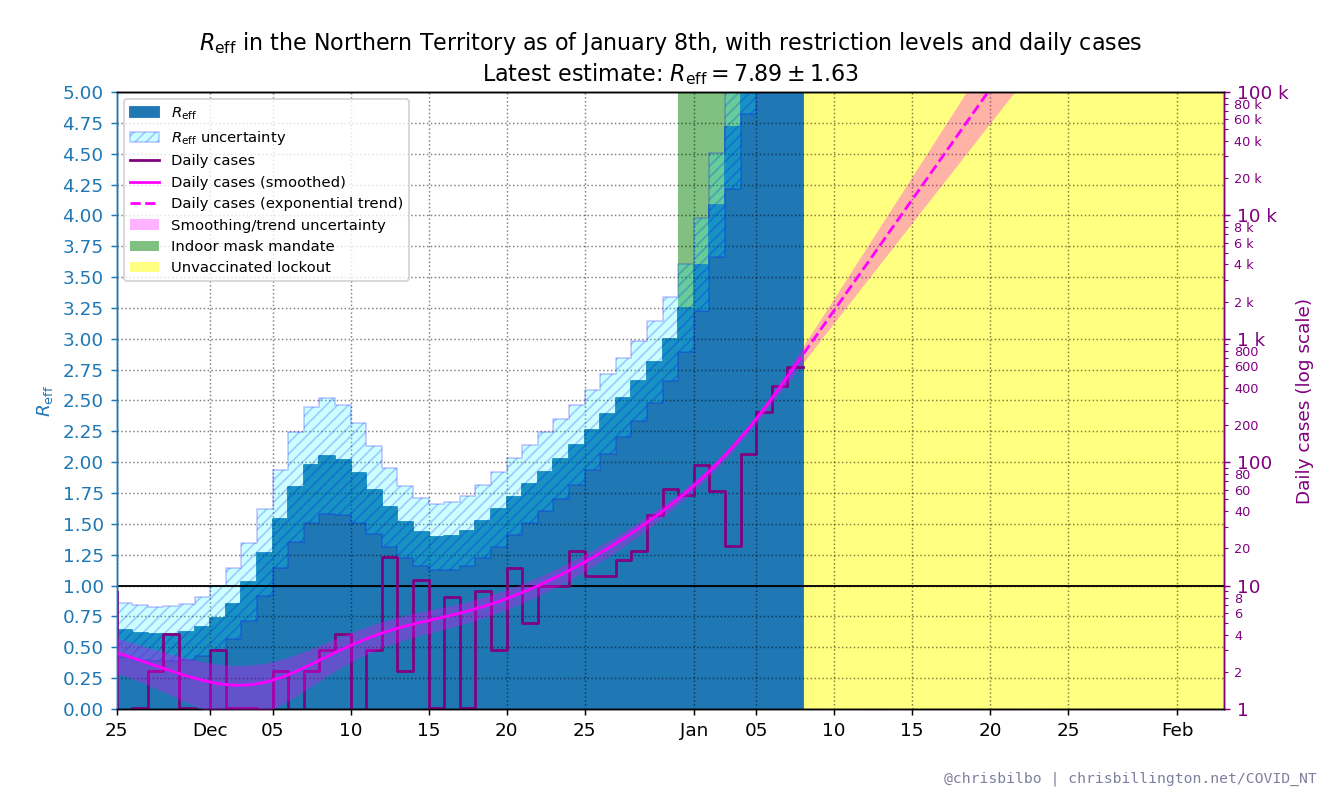 R_eff in the Northern Territory as of January 8th, with restriction levels and daily cases
Latest estimate: R_eff = 7.89 ± 1.63
R_eff
R_eff uncertainty
Daily cases
Daily cases (smoothed)
Daily cases (exponential trend)
Smoothing/trend uncertainty
Indoor mask mandate
Unvaccinated lockout
R_eff
5.00
4.75
4.50
4.25
4.00
3.75
3.50
3.25
3.00
2.75
2.50
2.25
2.00
1.75
1.50
1.25
1.00
0.75
0.50
0.25
0.00
25
Dec
05
10
15
20
25
Jan
05
10
15
20
25
Feb
100 k
80 k
60 k
40 k
20 k
10 k
8 k
6 k
4 k
2 k
1 k
800
600
400
200
100
80
60
40
20
10
8
6
4
2
1
Daily cases (log scale)
@chrisbilbo | chrisbillington.net/COVID_NT